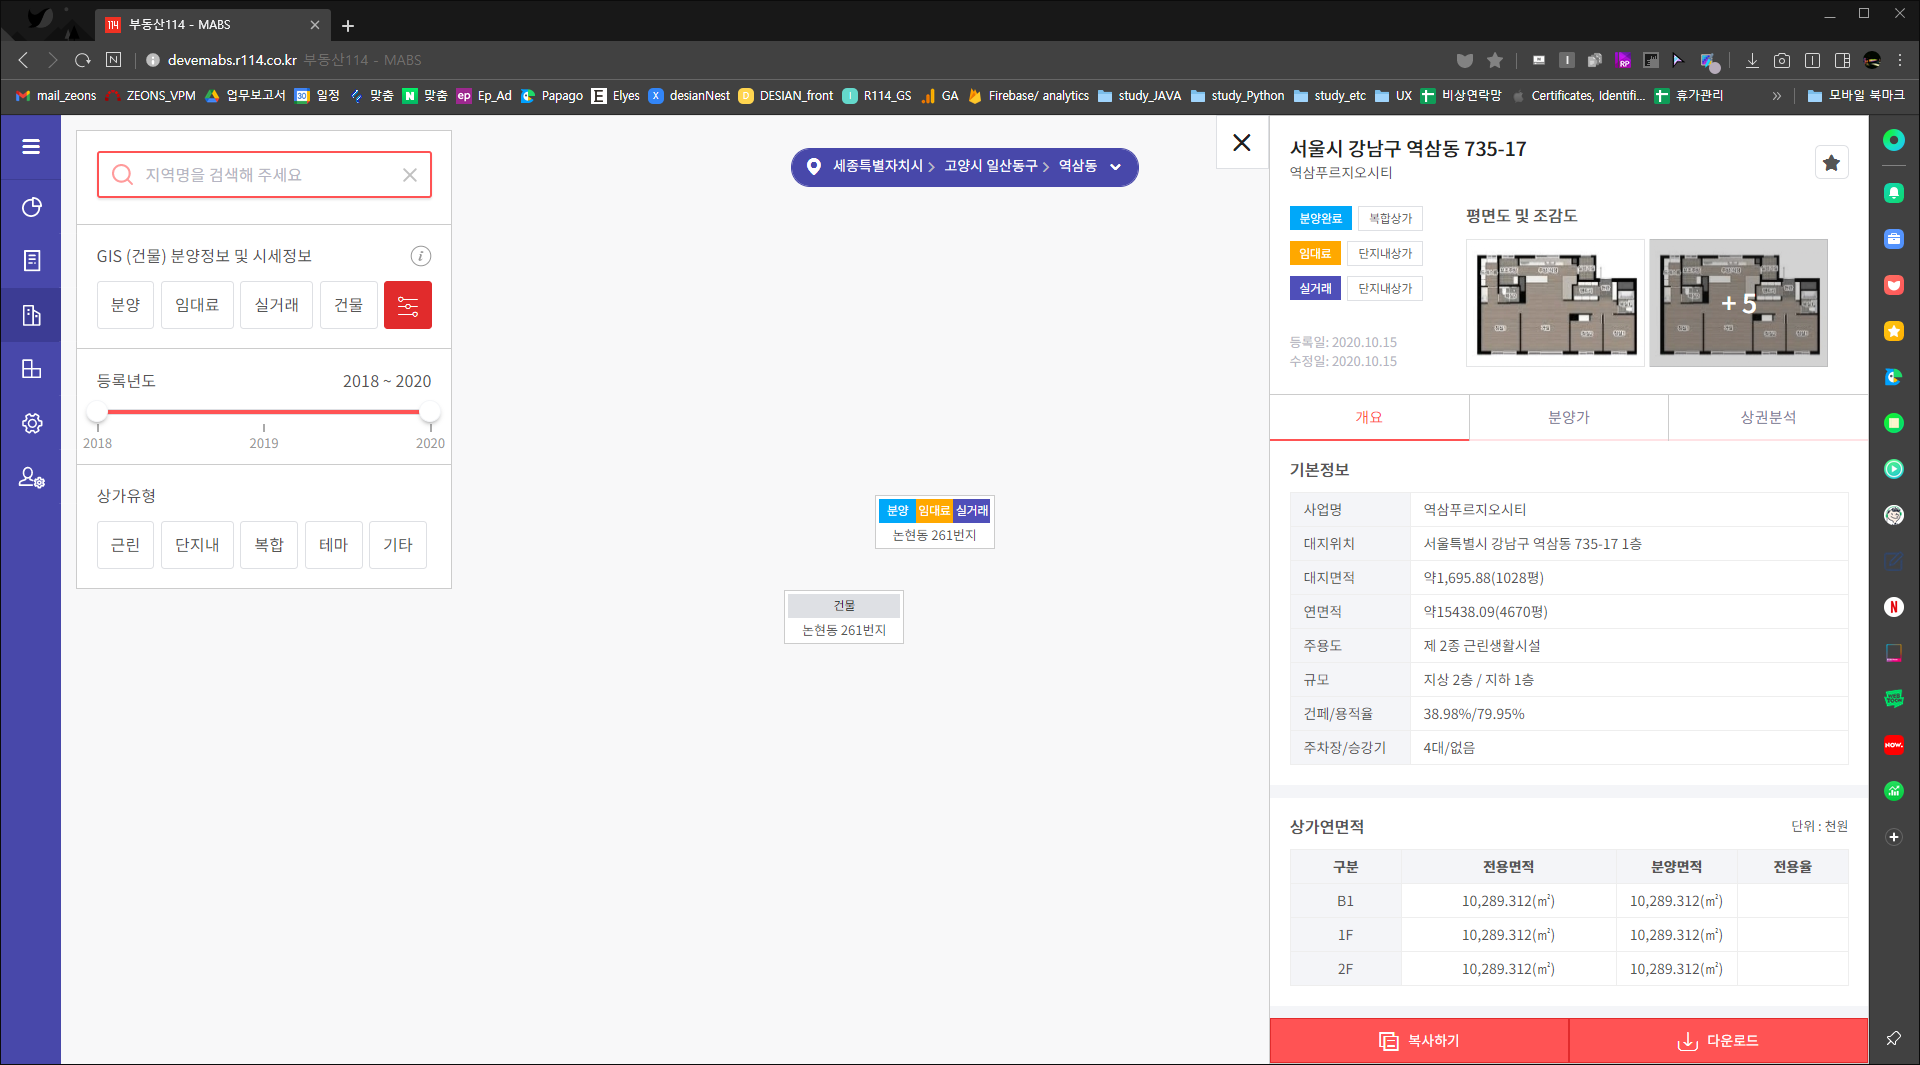 부동산114 - MABS
devemabs.r114.co.kr 부동산114 - MABS
mail_zeons ZEONS_VPM 업무보고서 일정 맞춤 맞춤 Ep_Ad Papago Elyes desianNest DESIAN_front R114_GS GA Firebase/ analytics study_JAVA study_Python study_etc UX 비상연락망 Certificates, Identifi... 휴가관리 모바일 북마크
지역명을 검색해 주세요
GIS (건물) 분양정보 및 시세정보
분양 임대료 실거래 건물
등록년도 2018 ~ 2020
2018 2019 2020
상가유형
근린 단지내 복합 테마 기타
세종특별자치시 > 고양시 일산동구 > 역삼동
분양 임대료 실거래
논현동 261번지
건물
논현동 261번지
서울시 강남구 역삼동 735-17
역삼푸르지오시티
분양완료 복합상가
임대료 단지내상가
실거래 단지내상가
등록일: 2020.10.15
수정일: 2020.10.15
평면도 및 조감도
+ 5
개요 분양가 상권분석
기본정보
사업명 역삼푸르지오시티
대지위치 서울특별시 강남구 역삼동 735-17 1층
대지면적 약1,695.88(1028평)
연면적 약15438.09(4670평)
주용도 제 2종 근린생활시설
규모 지상 2층 / 지하 1층
건페/용적율 38.98%/79.95%
주차장/승강기 4대/없음
상가연면적 단위 : 천원
구분 전용면적 분양면적 전용율
B1 10,289.312(㎡) 10,289.312(㎡)
1F 10,289.312(㎡) 10,289.312(㎡)
2F 10,289.312(㎡) 10,289.312(㎡)
복사하기 다운로드